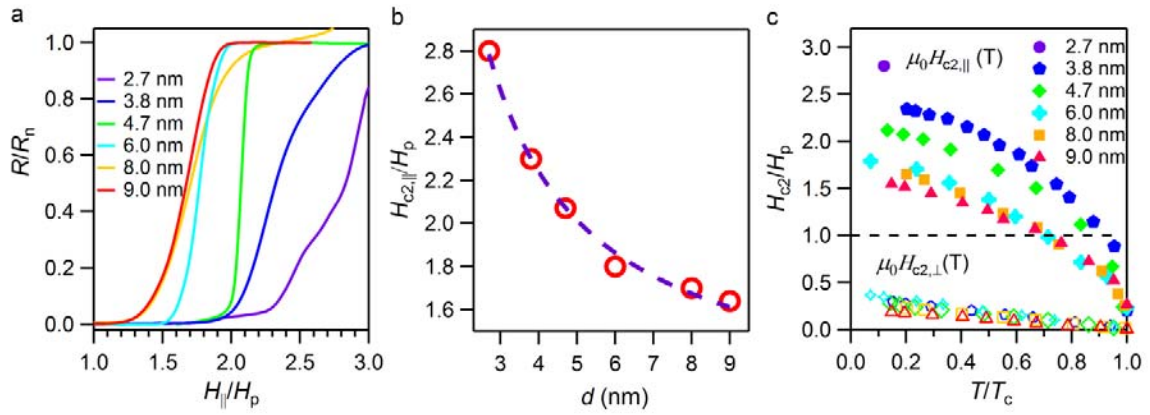 a
R/Rn
1.0
0.8
0.6
0.4
0.2
0.0
2.7 nm
3.8 nm
4.7 nm
6.0 nm
8.0 nm
9.0 nm
1.0 1.5 2.0 2.5 3.0
H||/Hp
b
Hc2,||/Hp
2.8
2.6
2.4
2.2
2.0
1.8
1.6
3 4 5 6 7 8 9
d (nm)
c
Hc2/Hp
3.0
2.5
2.0
1.5
1.0
0.5
0.0
μ0Hc2,|| (T)
2.7 nm
3.8 nm
4.7 nm
6.0 nm
8.0 nm
9.0 nm
μ0Hc2,⊥(T)
0.0 0.2 0.4 0.6 0.8 1.0
T/Tc